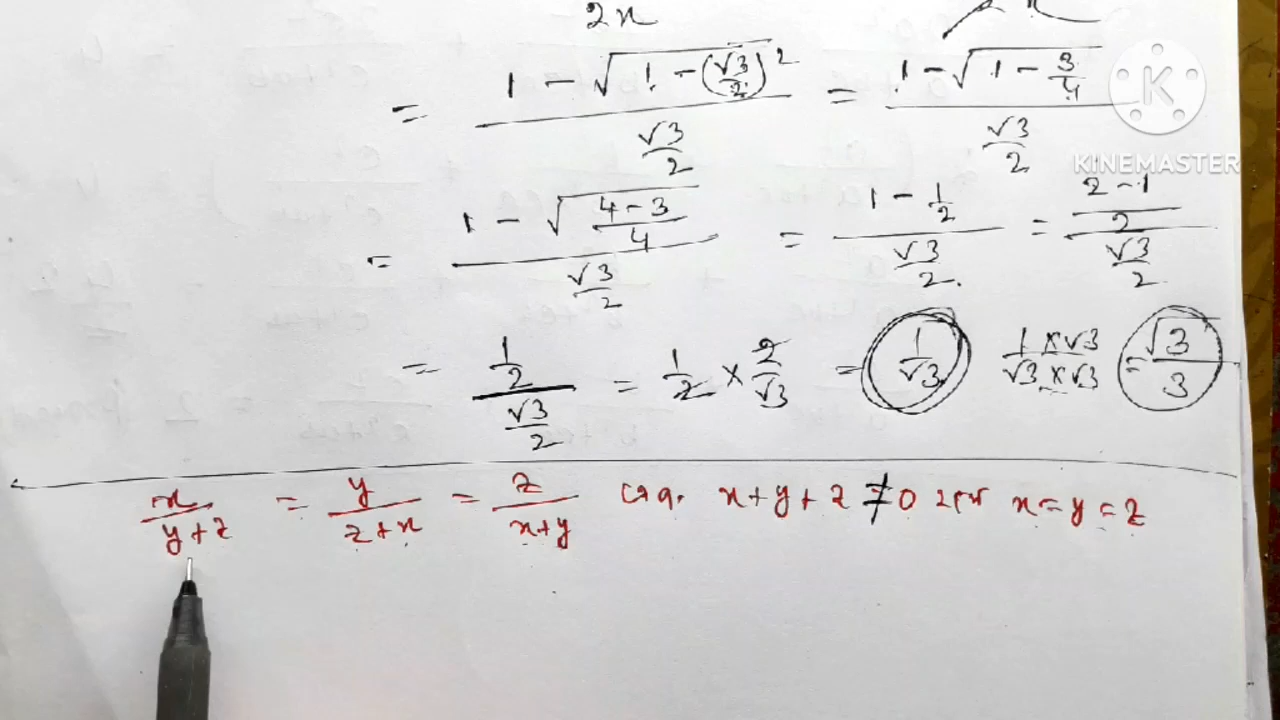 2x
= (1 - √(1 - (√3/2)²))/(√3/2) = (1 - √(1 - 3/4))/(√3/2)
K
KINEMASTER
= (1 - √((4-3)/4))/(√3/2) = (1 - 1/2)/(√3/2) = ((2-1)/2)/(√3/2)
= (1/2)/(√3/2) = 1/2 × 2/√3 = 1/√3 (1×√3)/(√3×√3) = √3/3
x/(y+z) = y/(z+x) = z/(x+y) x+y+z ≠ 0 x=y=z